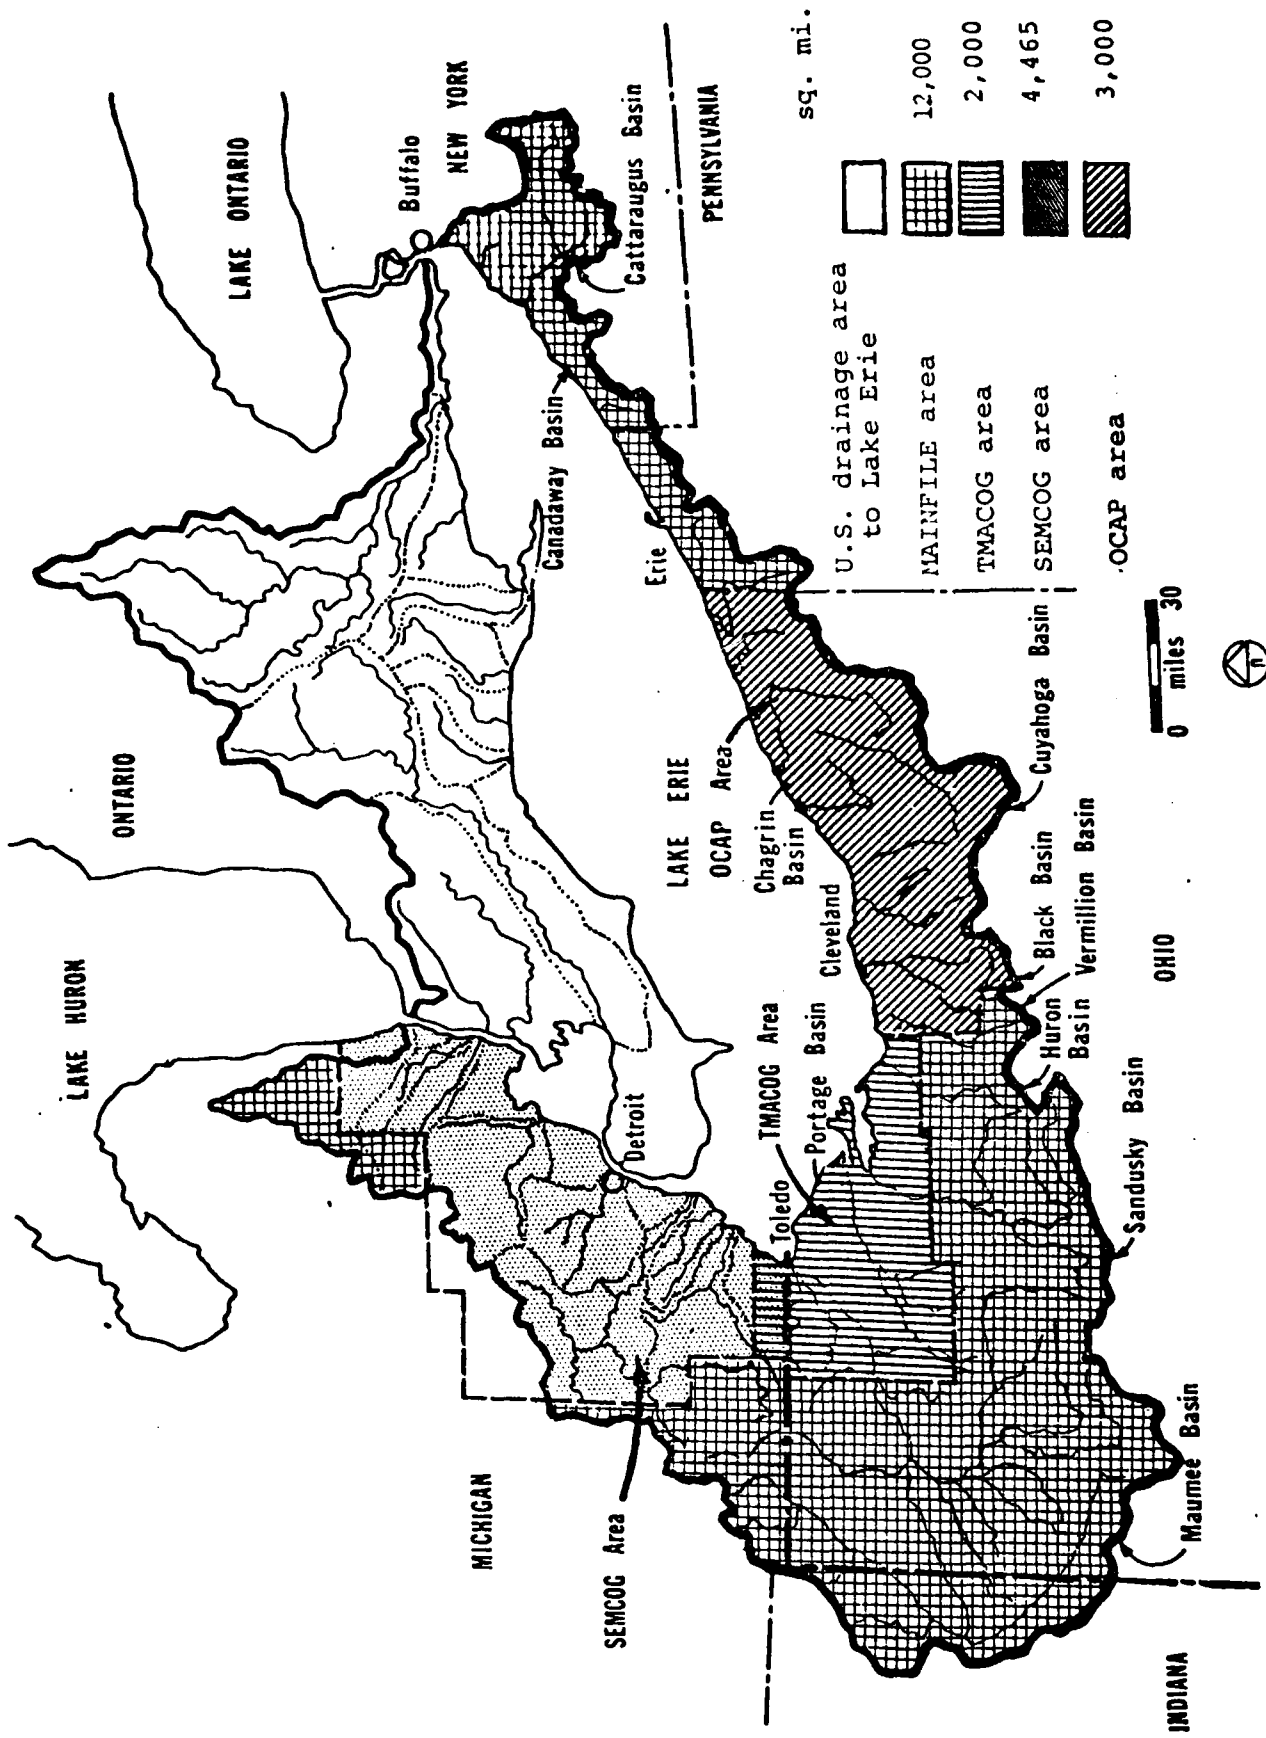 LAKE HURON
ONTARIO
LAKE ONTARIO
Buffalo
NEW YORK
Cattaraugus Basin
PENNSYLVANIA
Canadaway Basin
Erie
MICHIGAN
SEMCOG Area
Detroit
LAKE ERIE
OCAP Area
Chagrin
Basin
Cleveland
TMACOG Area
Portage Basin
Toledo
INDIANA
Maumee Basin
Sandusky Basin
Huron
Basin
OHIO
Vermillion Basin
Black Basin
Cuyahoga Basin
0 miles 30
n
sq. mi.
U.S. drainage area
to Lake Erie
MAINFILE area 12,000
TMACOG area 2,000
SEMCOG area 4,465
OCAP area 3,000